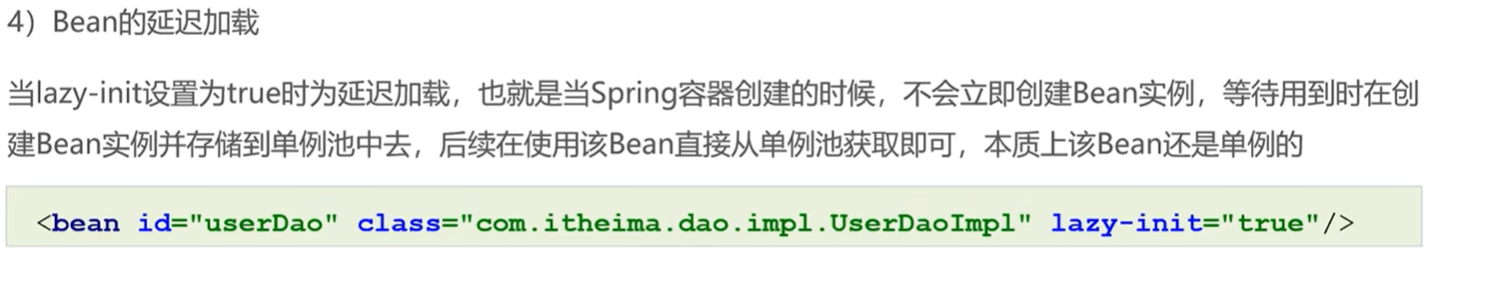 4）Bean的延迟加载
当lazy-init设置为true时为延迟加载，也就是当Spring容器创建的时候，不会立即创建Bean实例，等待用到时在创
建Bean实例并存储到单例池中去，后续在使用该Bean直接从单例池获取即可，本质上该Bean还是单例的
<bean id="userDao" class="com.itheima.dao.impl.UserDaoImpl" lazy-init="true"/>